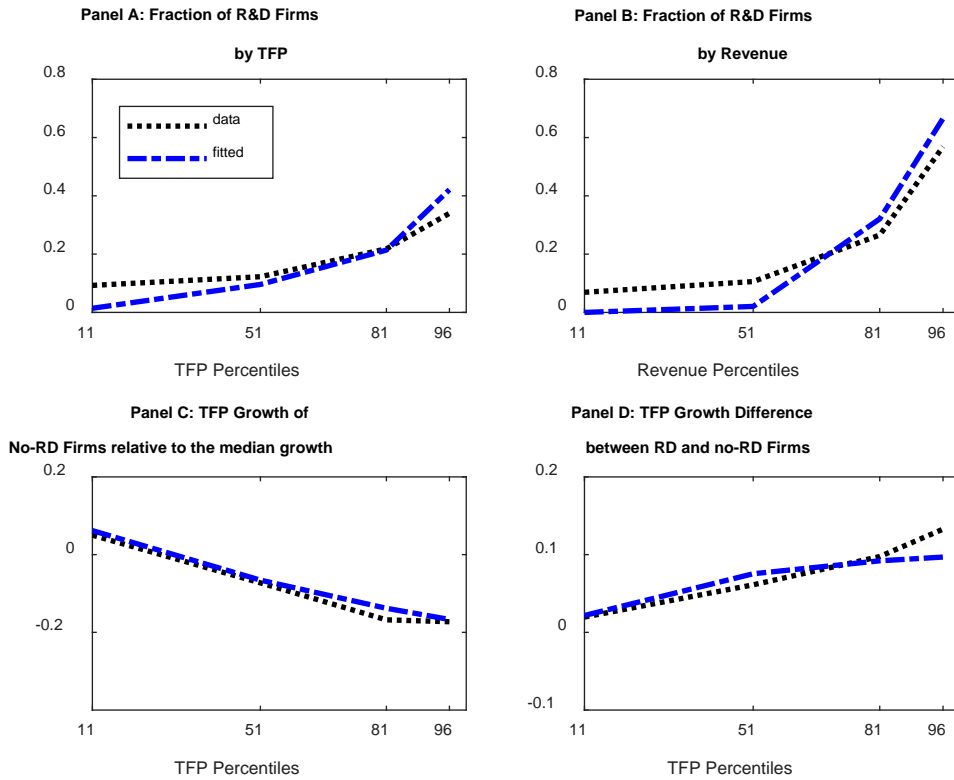 Panel A: Fraction of R&D Firms
by TFP
0.8
0.6
0.4
0.2
0
data
fitted
11
51
81
96
TFP Percentiles
Panel B: Fraction of R&D Firms
by Revenue
0.8
0.6
0.4
0.2
0
11
51
81
96
Revenue Percentiles
Panel C: TFP Growth of
No-RD Firms relative to the median growth
0.2
0
-0.2
11
51
81
96
TFP Percentiles
Panel D: TFP Growth Difference
between RD and no-RD Firms
0.2
0.1
0
-0.1
11
51
81
96
TFP Percentiles